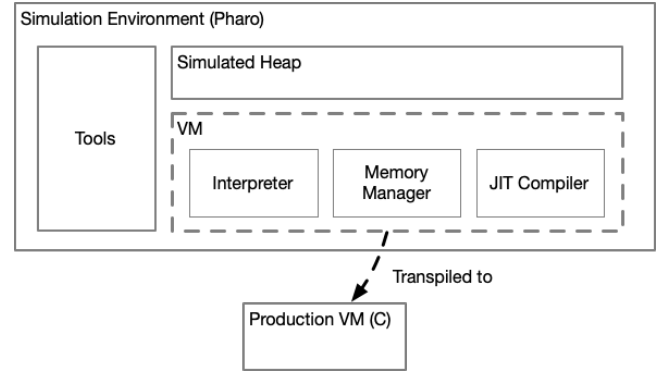 Simulation Environment (Pharo)
Tools
Simulated Heap
VM
Interpreter
Memory
Manager
JIT Compiler
Transpiled to
Production VM (C)